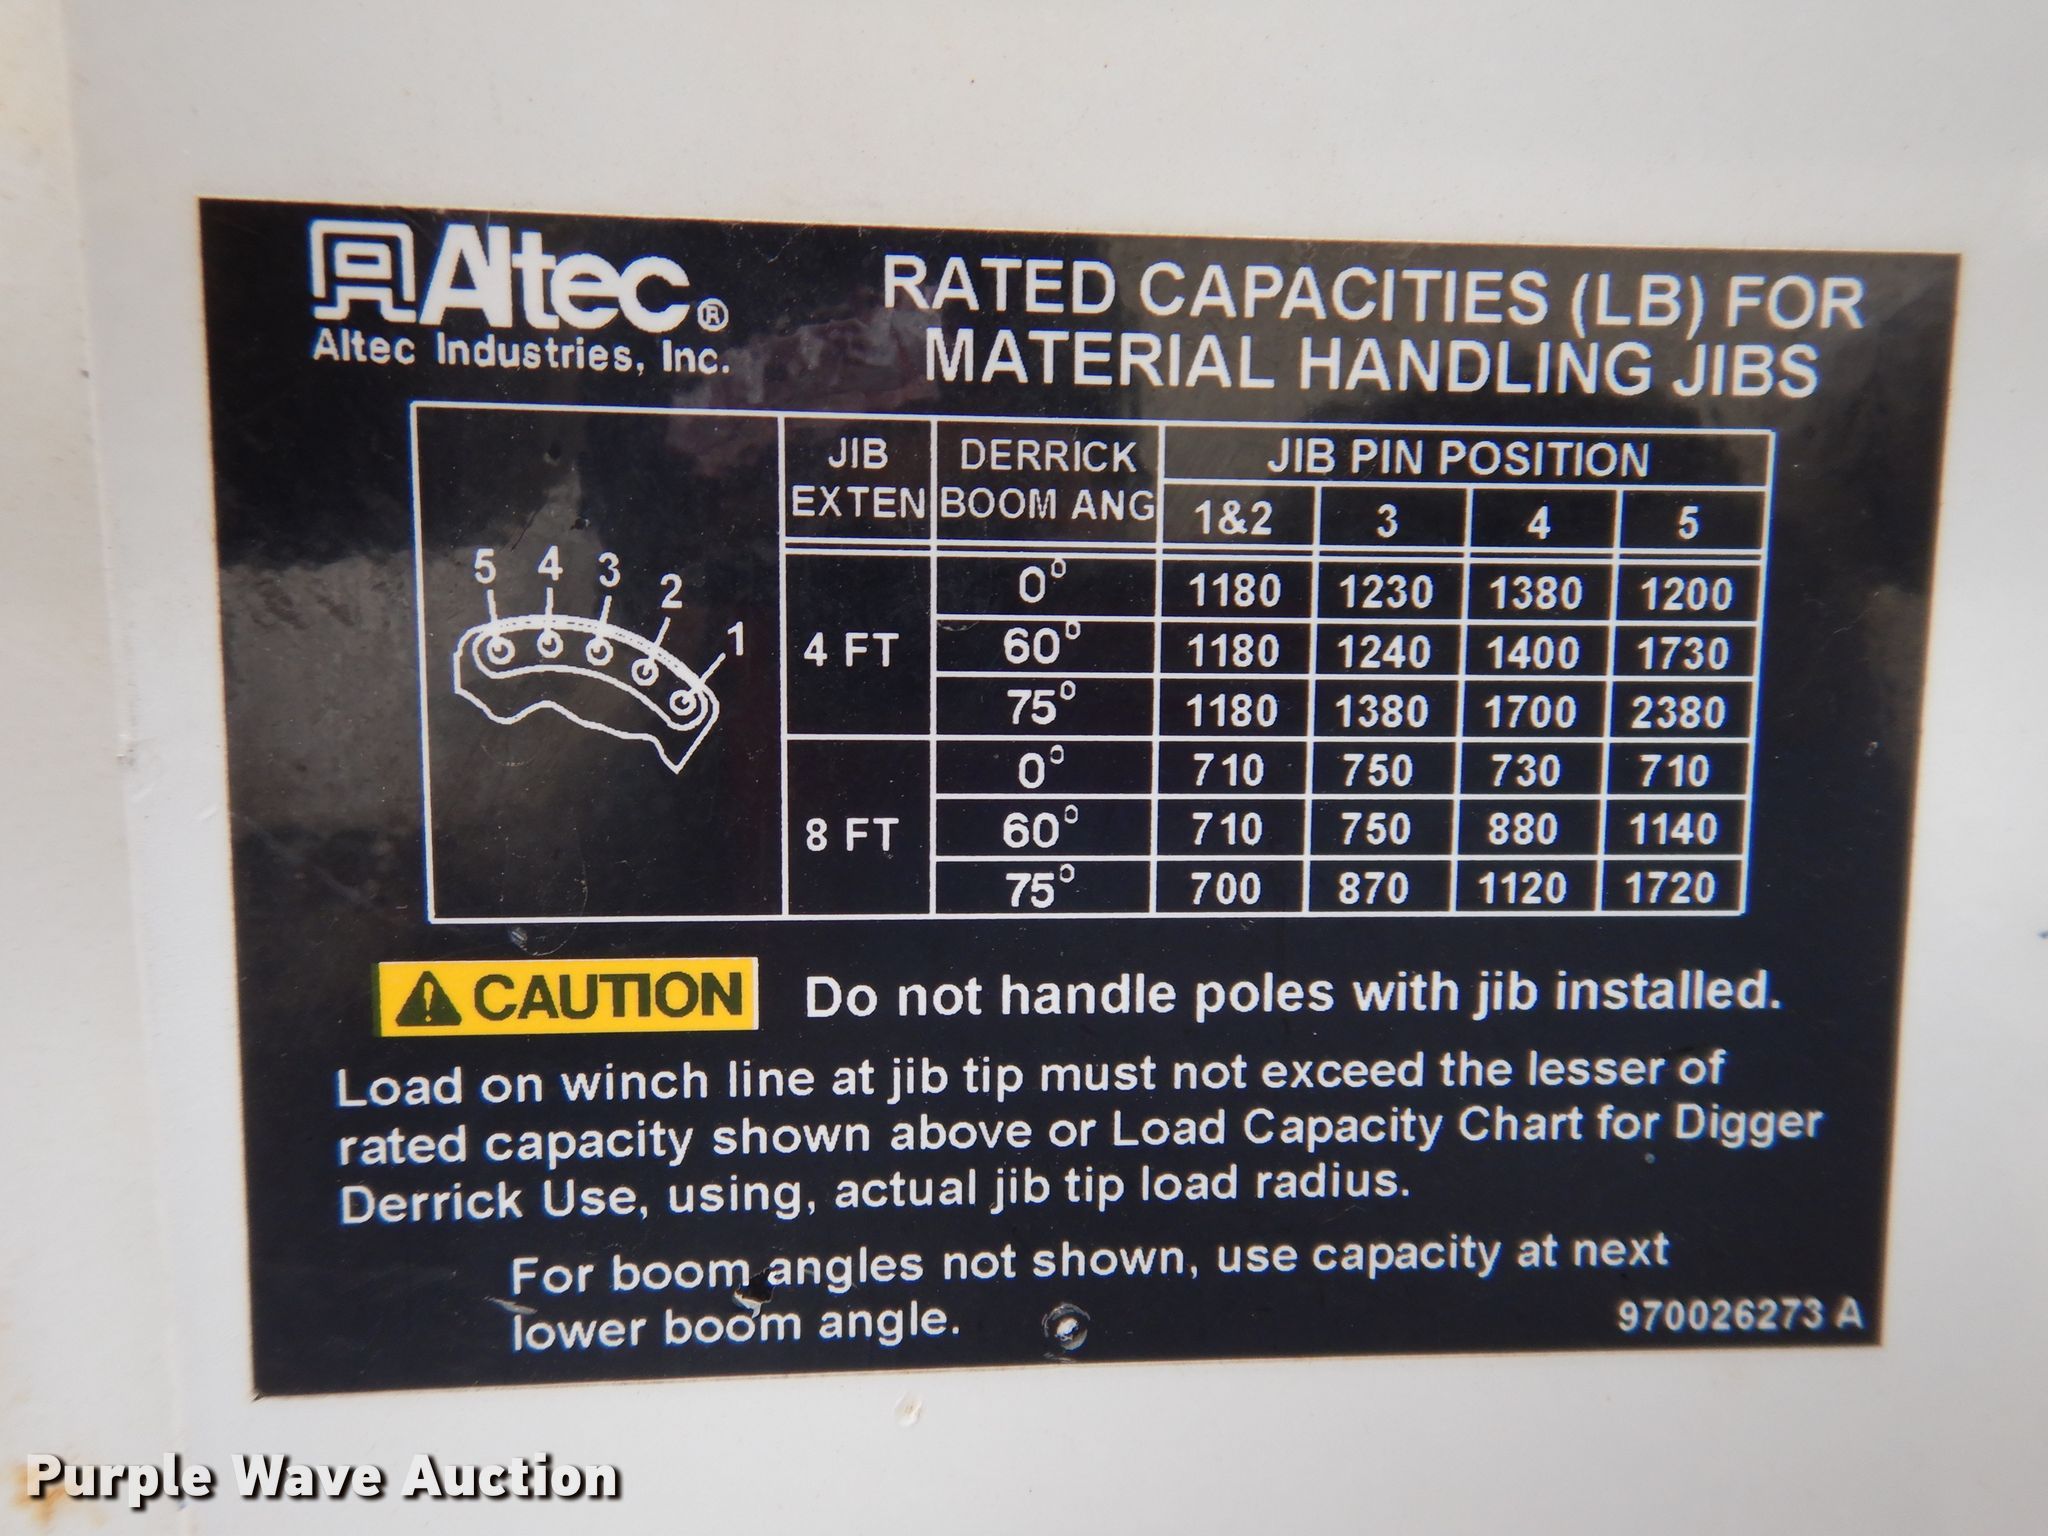 Altec®
Altec Industries, Inc.
RATED CAPACITIES (LB) FOR
MATERIAL HANDLING JIBS
JIB EXTEN DERRICK BOOM ANG JIB PIN POSITION
1&2 3 4 5
5 4 3 2 1
4 FT
0° 1180 1230 1380 1200
60° 1180 1240 1400 1730
75° 1180 1380 1700 2380
8 FT
0° 710 750 730 710
60° 710 750 880 1140
75° 700 870 1120 1720
CAUTION Do not handle poles with jib installed.
Load on winch line at jib tip must not exceed the lesser of
rated capacity shown above or Load Capacity Chart for Digger
Derrick Use, using, actual jib tip load radius.
For boom angles not shown, use capacity at next
lower boom angle.
970026273 A
Purple Wave Auction